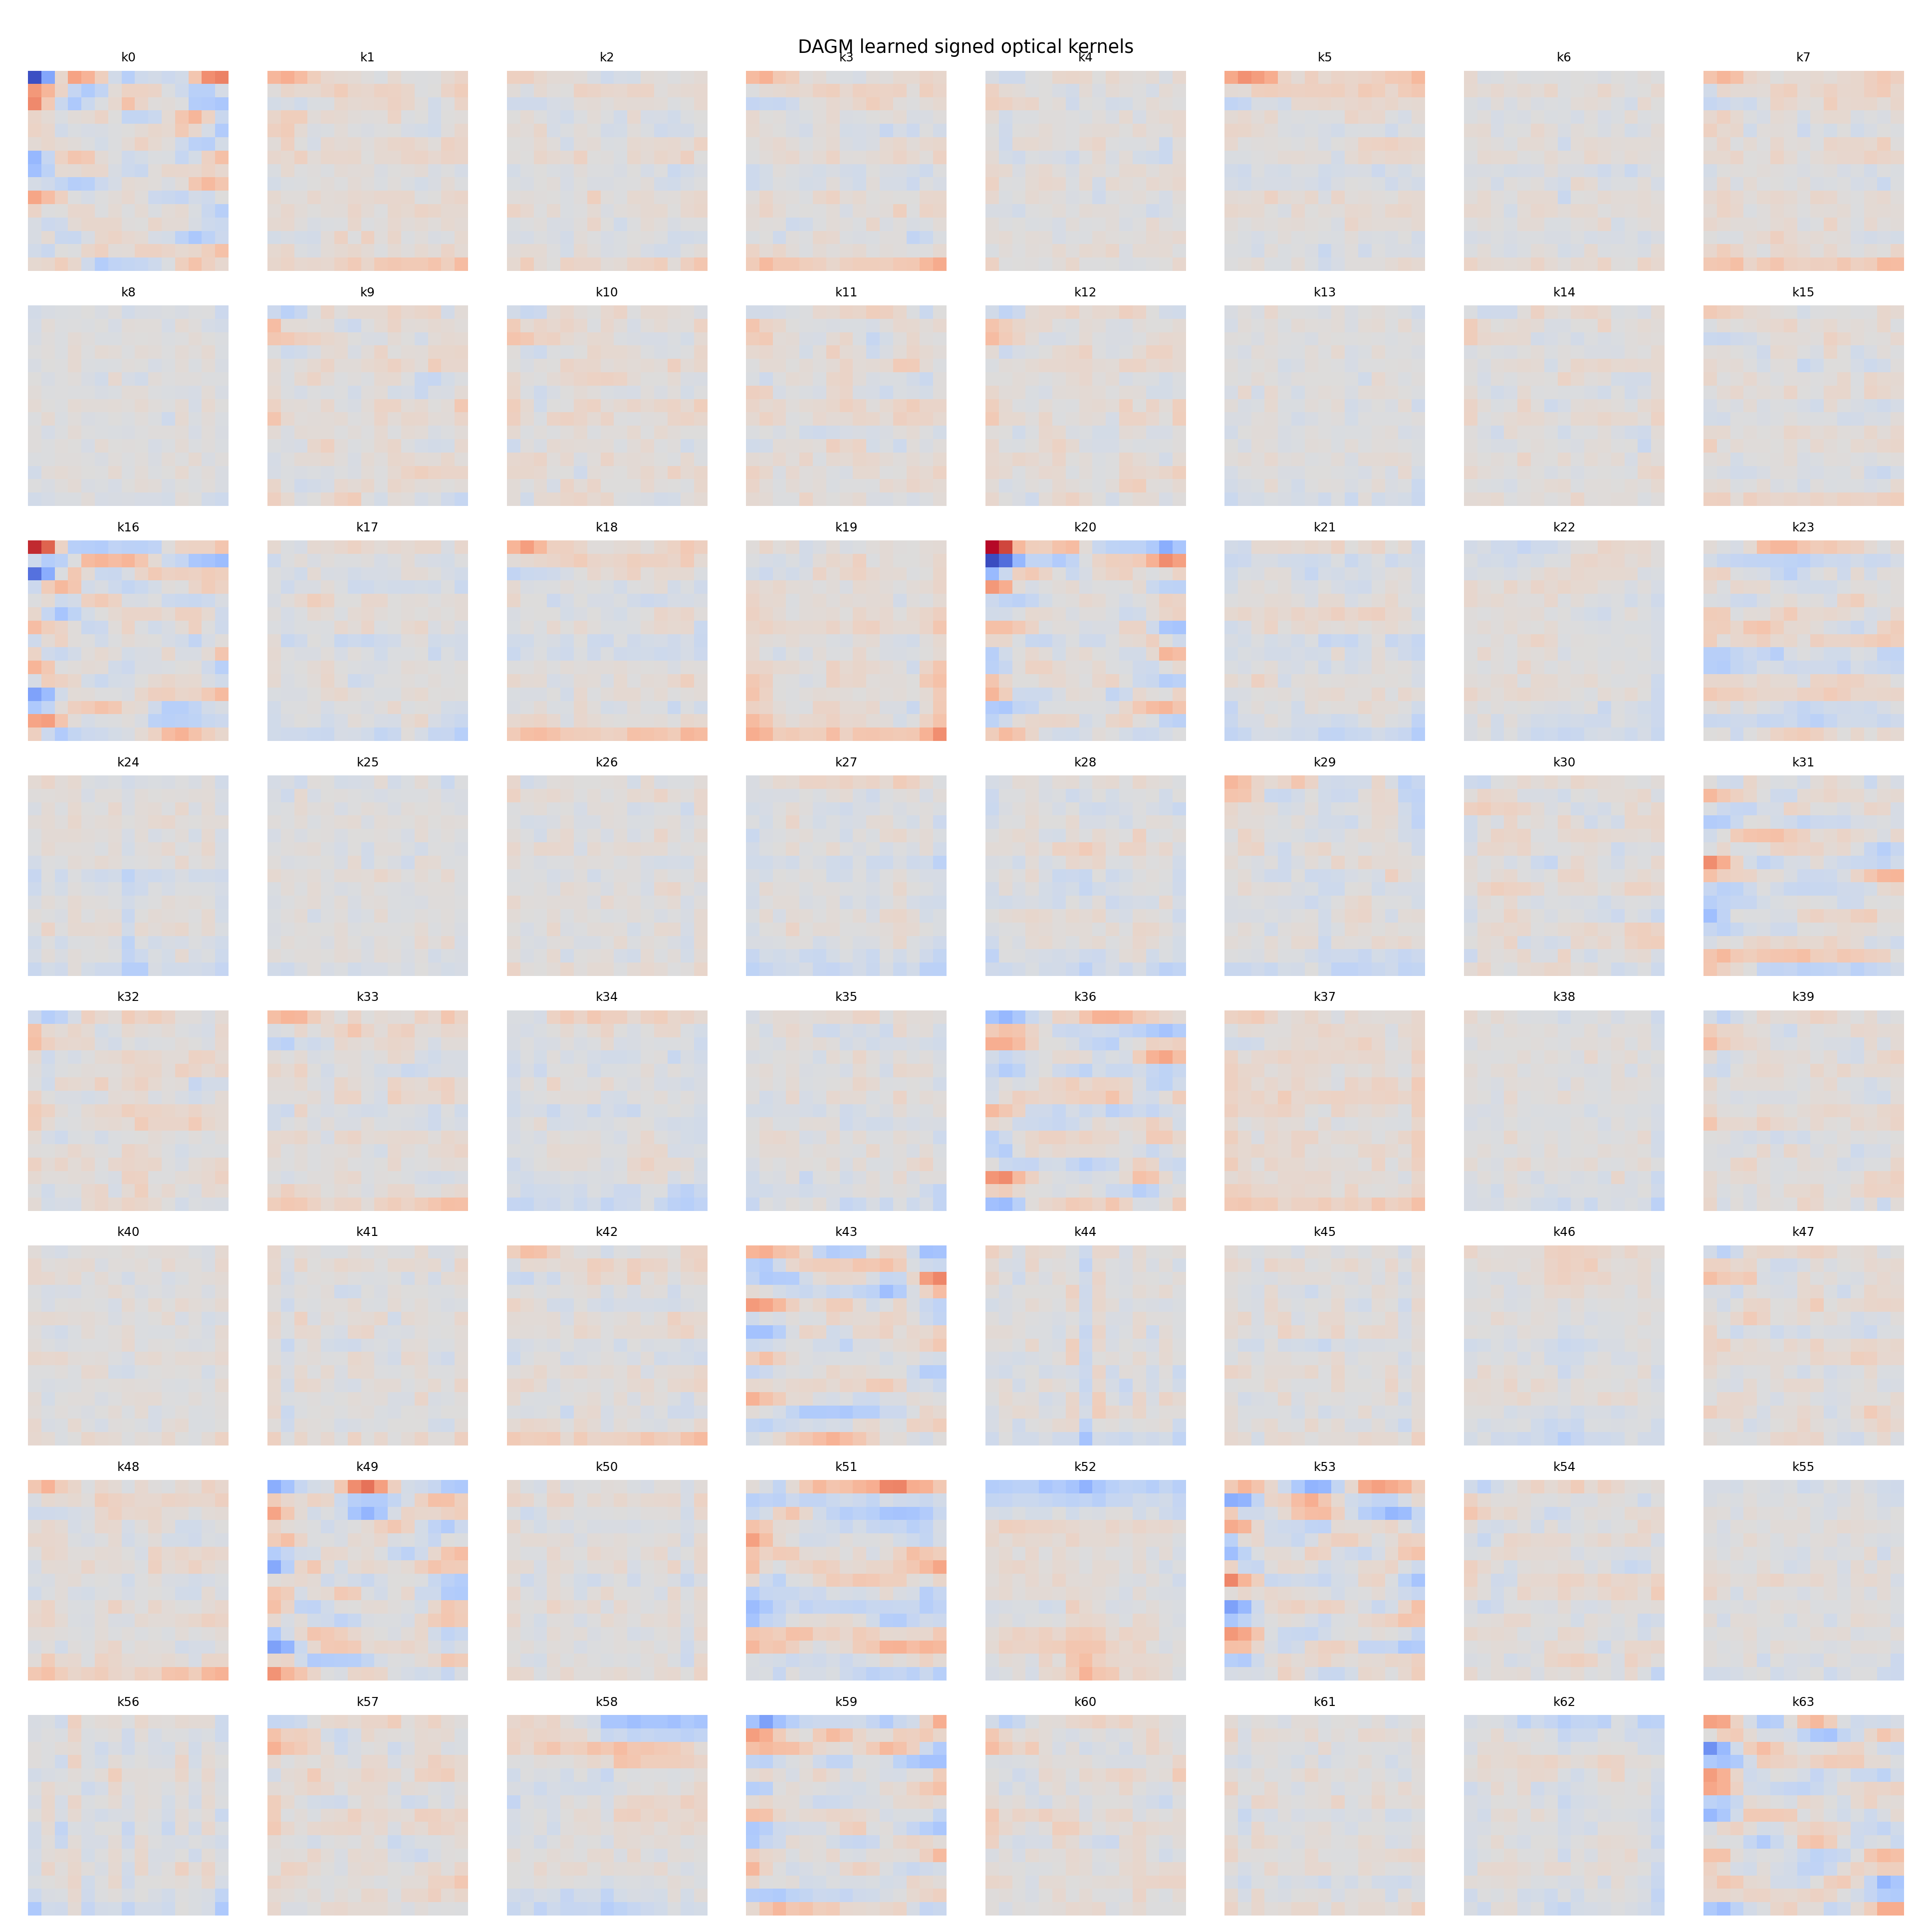 DAGM learned signed optical kernels
k0 k1 k2 k3 k4 k5 k6 k7
k8 k9 k10 k11 k12 k13 k14 k15
k16 k17 k18 k19 k20 k21 k22 k23
k24 k25 k26 k27 k28 k29 k30 k31
k32 k33 k34 k35 k36 k37 k38 k39
k40 k41 k42 k43 k44 k45 k46 k47
k48 k49 k50 k51 k52 k53 k54 k55
k56 k57 k58 k59 k60 k61 k62 k63